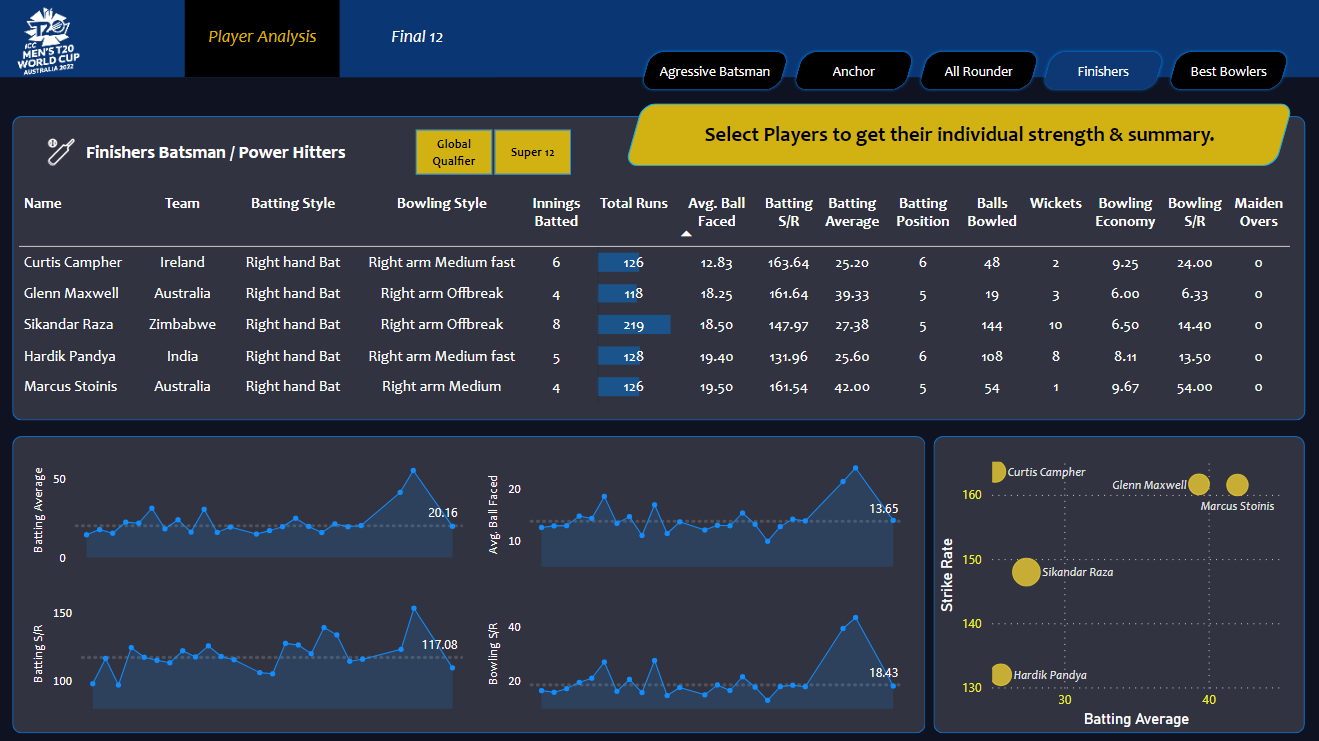 T20
ICC
MEN'S T20
WORLD CUP
AUSTRALIA 2022
Player Analysis
Final 12
Agressive Batsman
Anchor
All Rounder
Finishers
Best Bowlers
Select Players to get their individual strength & summary.
Finishers Batsman / Power Hitters
Global
Qualfier
Super 12
Name Team Batting Style Bowling Style Innings Total Runs Avg. Ball Batting Batting Batting Balls Wickets Bowling Bowling Maiden
Batted Faced S/R Average Position Bowled Economy S/R Overs
Curtis Campher Ireland Right hand Bat Right arm Medium fast 6 126 12.83 163.64 25.20 6 48 2 9.25 24.00 0
Glenn Maxwell Australia Right hand Bat Right arm Offbreak 4 118 18.25 161.64 39.33 5 19 3 6.00 6.33 0
Sikandar Raza Zimbabwe Right hand Bat Right arm Offbreak 8 219 18.50 147.97 27.38 5 144 10 6.50 14.40 0
Hardik Pandya India Right hand Bat Right arm Medium fast 5 128 19.40 131.96 25.60 6 108 8 8.11 13.50 0
Marcus Stoinis Australia Right hand Bat Right arm Medium 4 126 19.50 161.54 42.00 5 54 1 9.67 54.00 0
Batting Average
50
0
20.16
Avg. Ball Faced
20
10
13.65
Batting S/R
150
100
117.08
Bowling S/R
40
20
18.43
Strike Rate
160
150
140
130
Curtis Campher
Glenn Maxwell
Marcus Stoinis
Sikandar Raza
Hardik Pandya
30 40
Batting Average